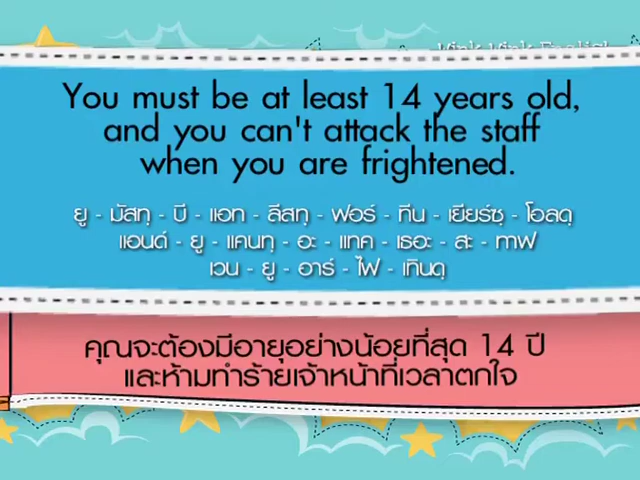 You must be at least 14 years old,
and you can't attack the staff
when you are frightened.
ยู - มัสทฺ - บี - แอท - ลีสทฺ - ฟอร์ - ทีน - เยียร์ซฺ - โอลดฺ
แอนด์ - ยู - แคนทฺ - อะ - แทค - เธอะ - สะ - ทาฟ
เวน - ยู - อาร์ - ไฟ - เทินดฺ
คุณจะต้องมีอายุอย่างน้อยที่สุด 14 ปี
และห้ามทำร้ายเจ้าหน้าที่เวลาตกใจ